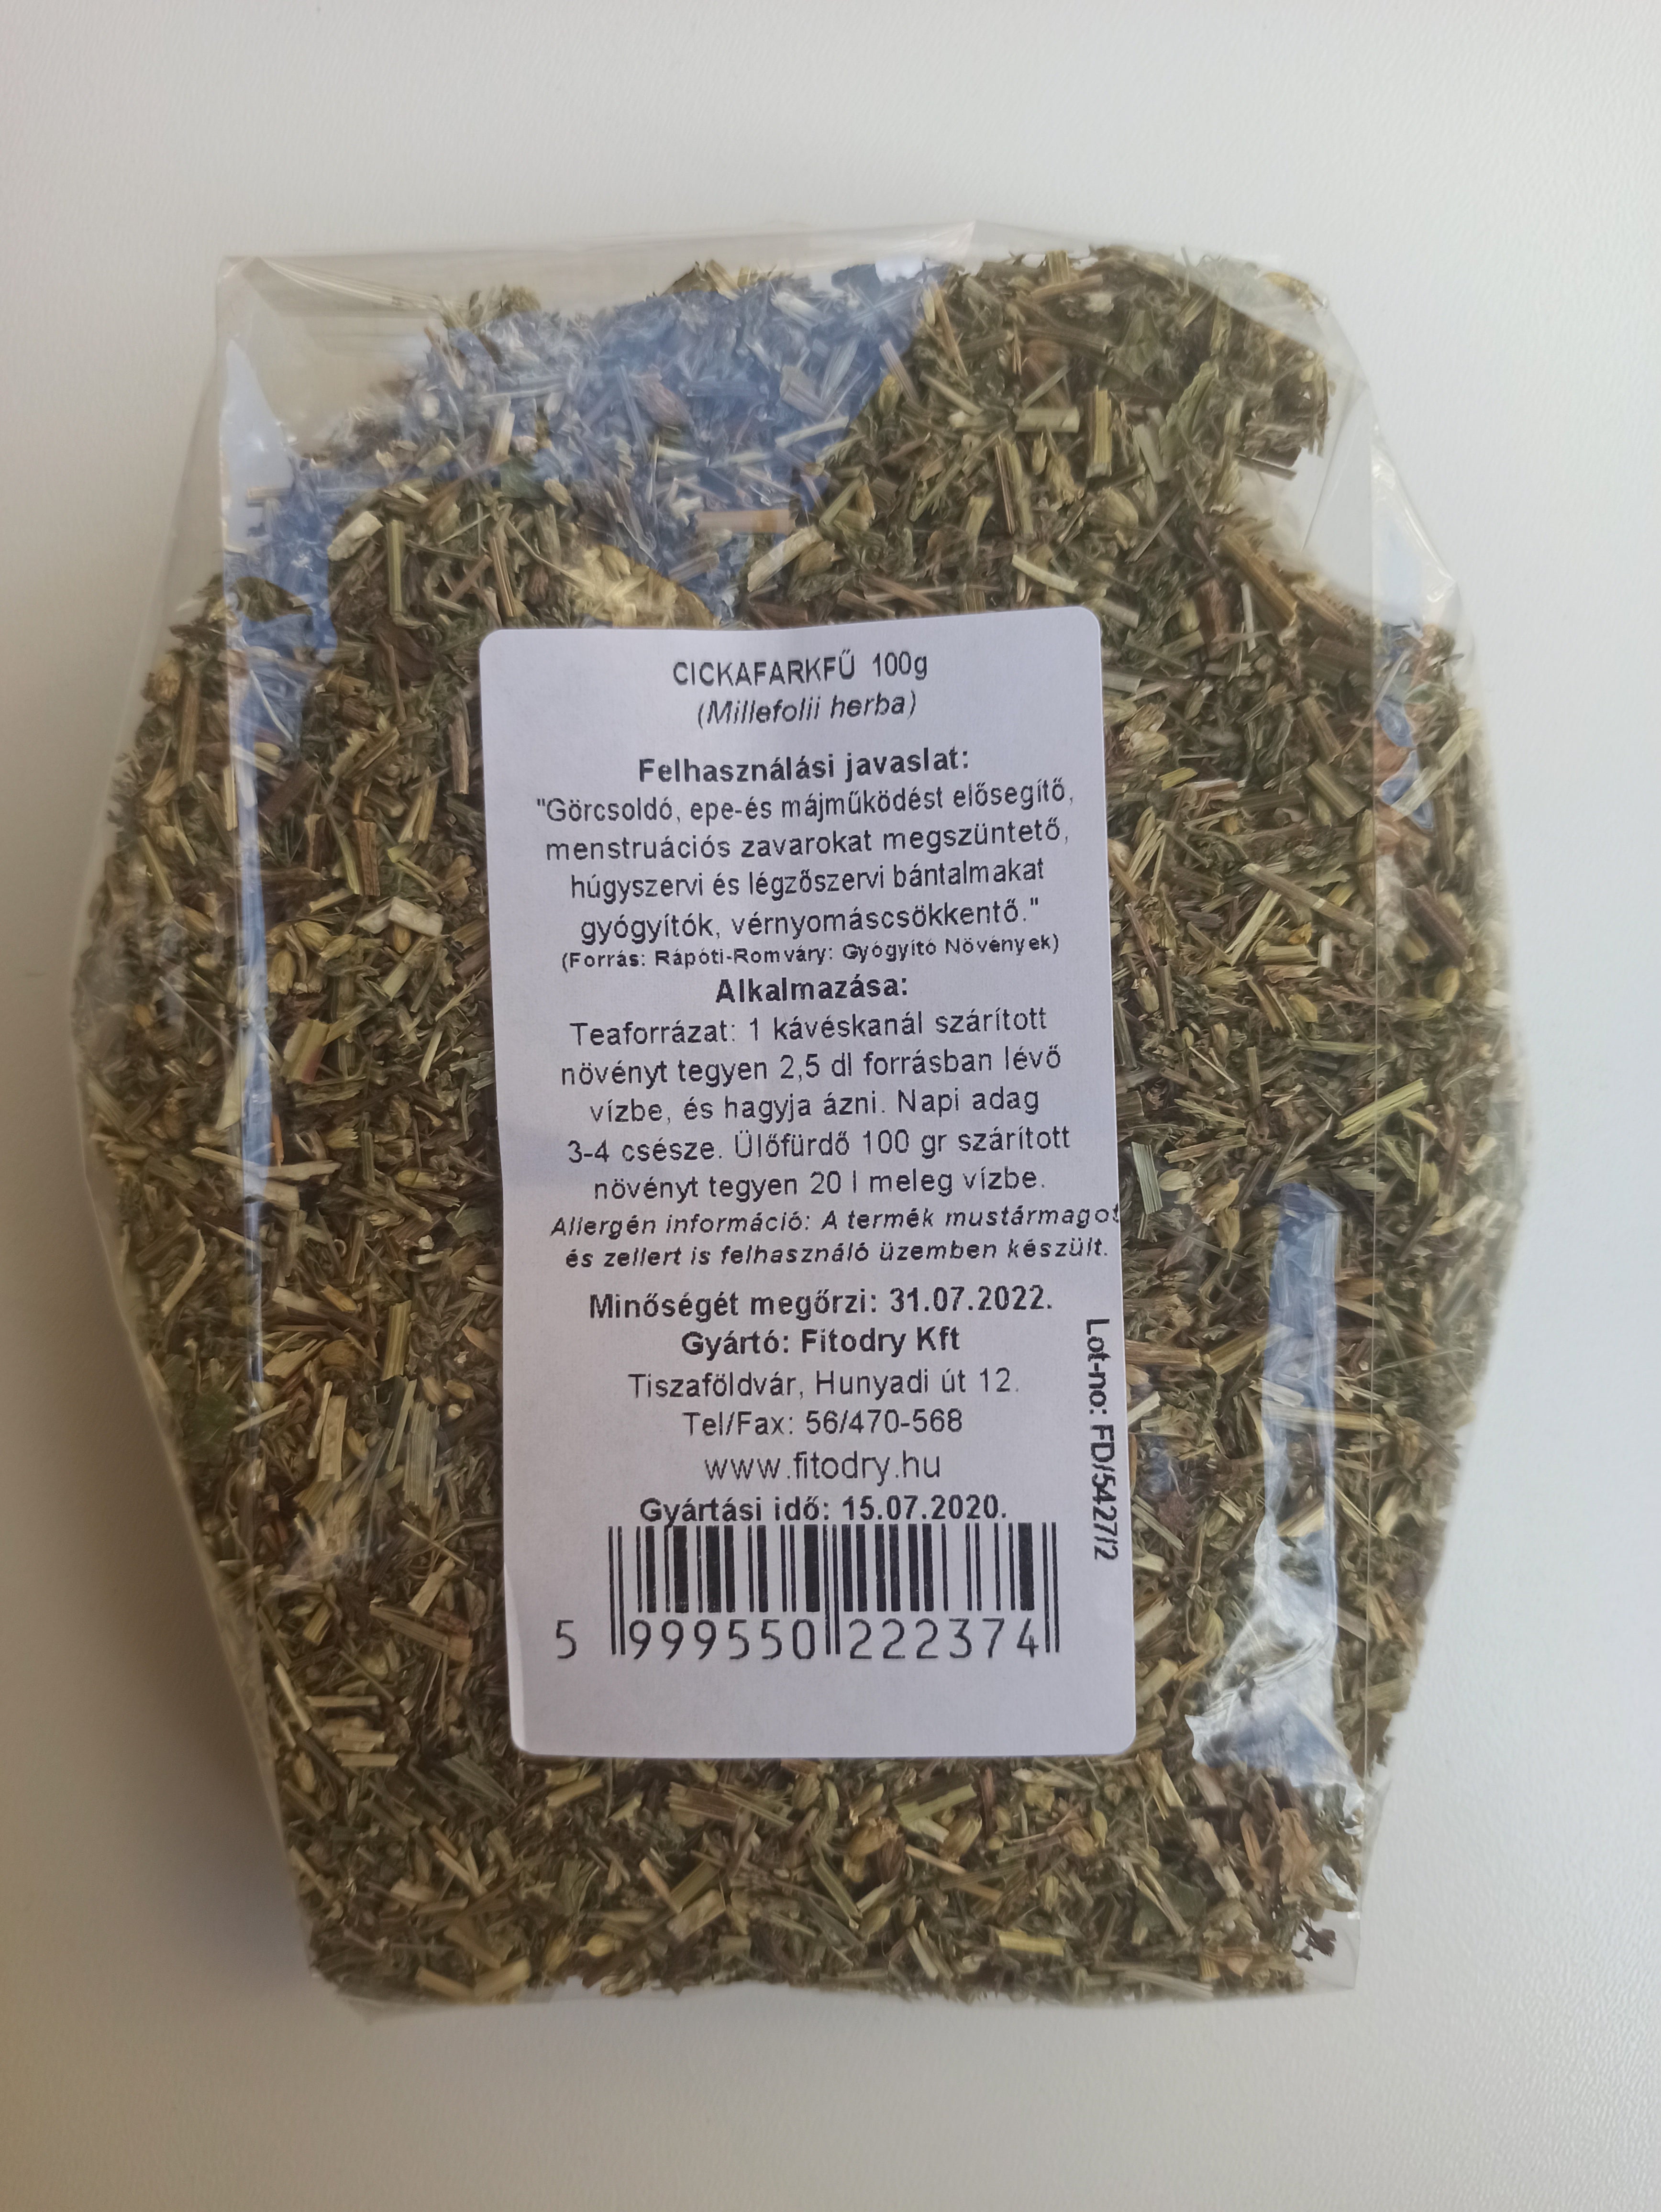 CICKAFARKFŰ 100g
(Millefolii herba)
Felhasználási javaslat:
"Görcsoldó, epe-és májműködést elősegítő,
menstruációs zavarokat megszüntető,
húgyszervi és légzőszervi bántalmakat
gyógyítók, vérnyomáscsökkentő."
(Forrás: Rápóti-Romváry: Gyógyító Növények)
Alkalmazása:
Teaforrázat: 1 kávéskanál szárított
növényt tegyen 2,5 dl forrásban lévő
vízbe, és hagyja ázni. Napi adag
3-4 csésze. Ülőfürdő 100 gr szárított
növényt tegyen 20 l meleg vízbe.
Allergén információ: A termék mustármagot
és zellert is felhasználó üzemben készült.
Minőségét megőrzi: 31.07.2022.
Gyártó: Fitodry Kft
Tiszaföldvár, Hunyadi út 12.
Tel/Fax: 56/470-568
www.fitodry.hu
Gyártási idő: 15.07.2020.
5 999550 222374
Lot-no: FD/5427/2